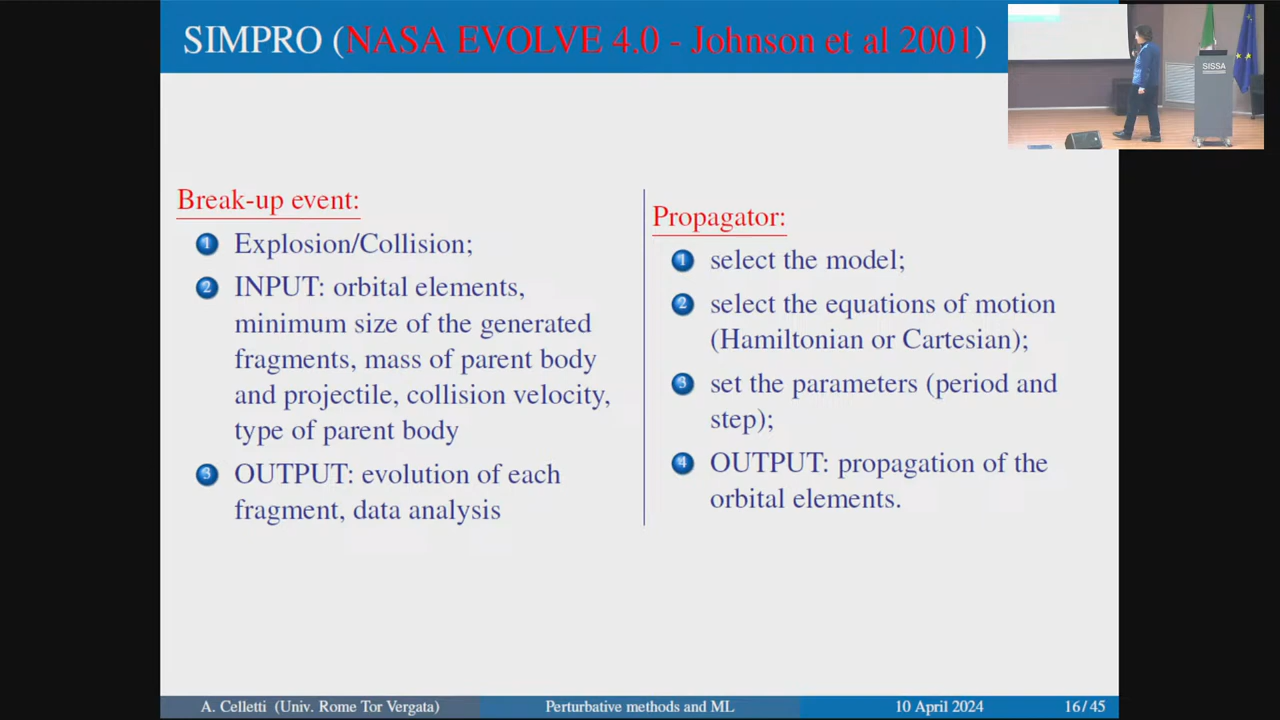 SIMPRO (NASA EVOLVE 4.0 - Johnson et al 2001)
SISSA
Break-up event:
1 Explosion/Collision;
2 INPUT: orbital elements,
minimum size of the generated
fragments, mass of parent body
and projectile, collision velocity,
type of parent body
3 OUTPUT: evolution of each
fragment, data analysis
Propagator:
1 select the model;
2 select the equations of motion
(Hamiltonian or Cartesian);
3 set the parameters (period and
step);
4 OUTPUT: propagation of the
orbital elements.
A. Celletti (Univ. Rome Tor Vergata)
Perturbative methods and ML
10 April 2024
16/45